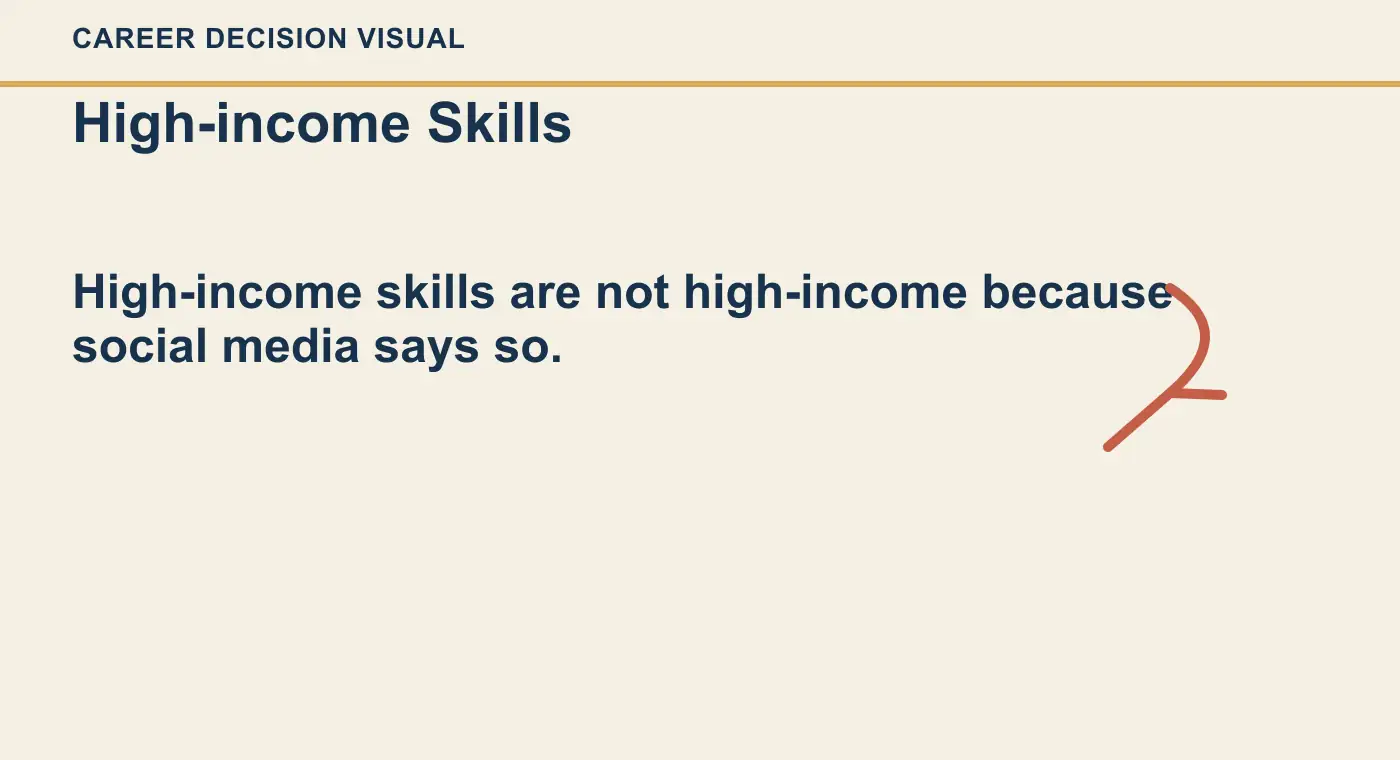 CAREER DECISION VISUAL
High-income Skills
High-income skills are not high-income because
social media says so.